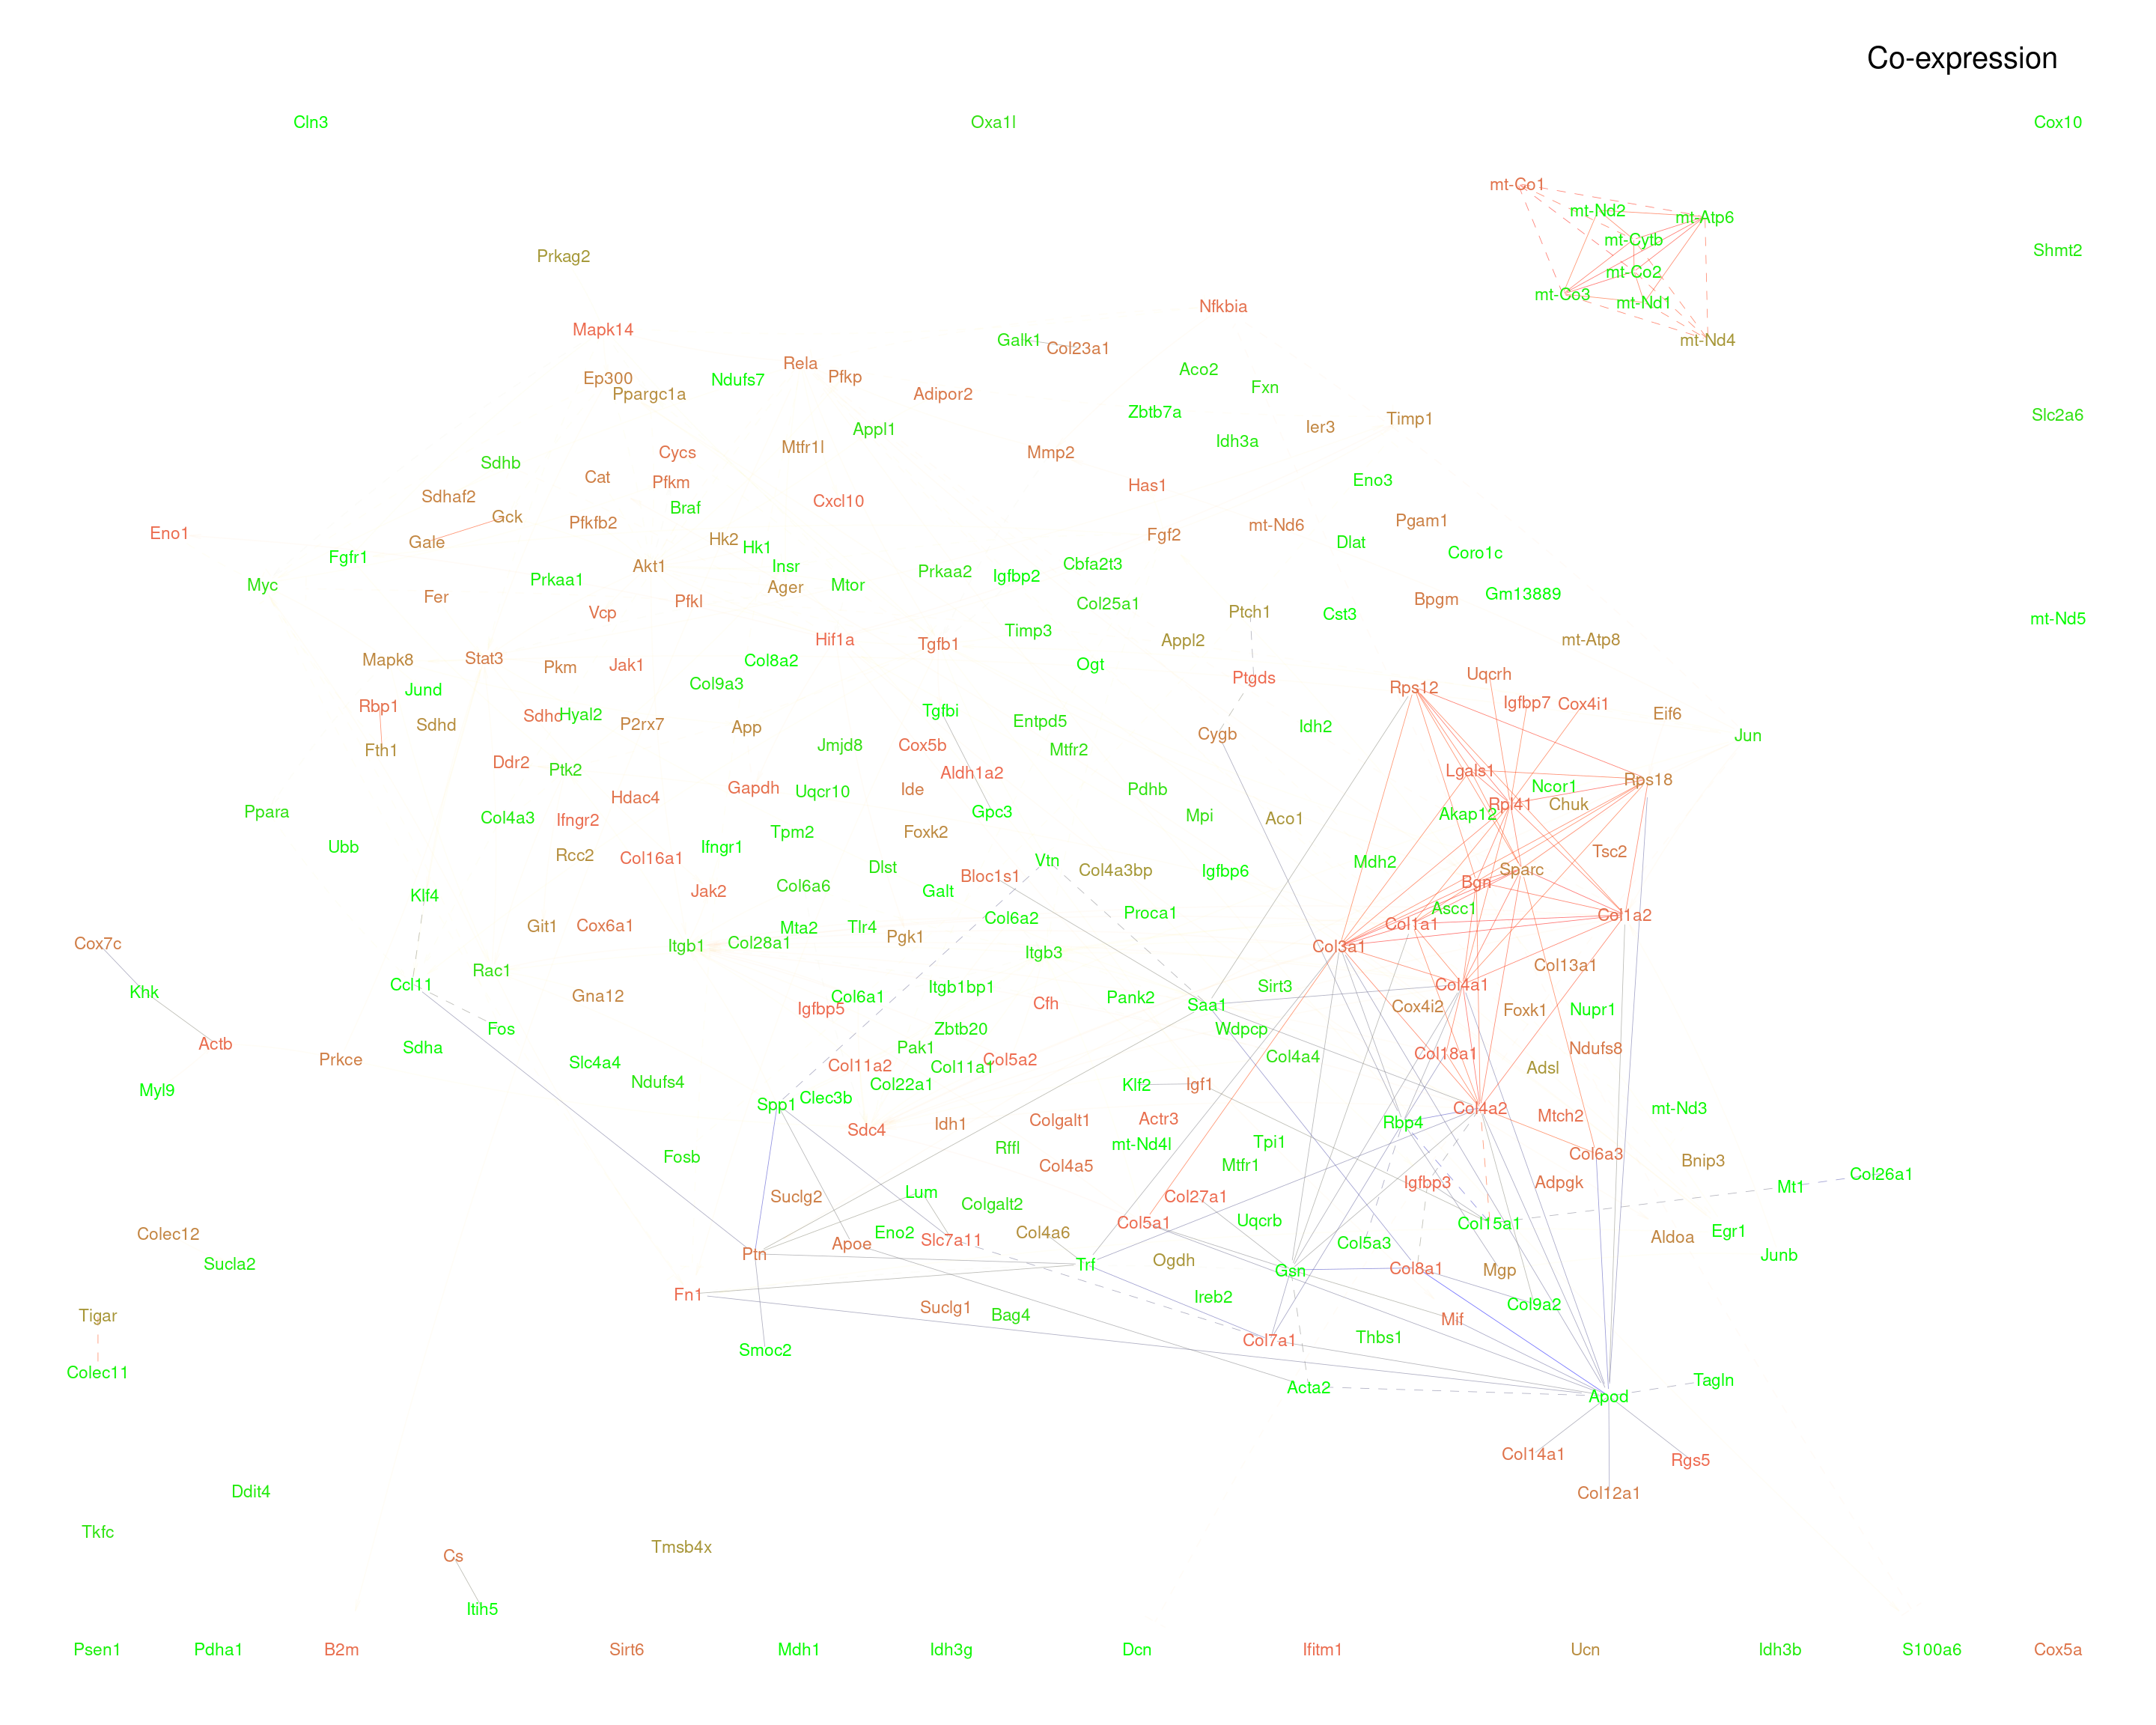 Co-expression
Cln3
Oxa1l
Cox10
mt-Co1
mt-Nd2
mt-Atp6
mt-Cytb
Shmt2
Prkag2
mt-Co2
mt-Co3
mt-Nd1
Nfkbia
Mapk14
Galk1
mt-Nd4
Col23a1
Rela
Aco2
Pfkp
Ep300
Ndufs7
Fxn
Ppargc1a
Adipor2
Zbtb7a
Slc2a6
Timp1
Ier3
Appl1
Idh3a
Mtfr1l
Cycs
Mmp2
Sdhb
Cat
Pfkm
Eno3
Has1
Sdhaf2
Cxcl10
Braf
Gck
Pfkfb2
Pgam1
mt-Nd6
Eno1
Fgf2
Hk2
Gale
Dlat
Hk1
Coro1c
Fgfr1
Cbfa2t3
Akt1
Insr
Prkaa2
Igfbp2
Prkaa1
Myc
Mtor
Ager
Gm13889
Fer
Bpgm
Pfkl
Col25a1
Vcp
Ptch1
Cst3
mt-Nd5
Timp3
Hif1a
Appl2
mt-Atp8
Tgfb1
Stat3
Mapk8
Col8a2
Jak1
Ogt
Pkm
Uqcrh
Ptgds
Col9a3
Rps12
Jund
Igfbp7
Cox4i1
Rbp1
Tgfbi
Eif6
Hyal2
Entpd5
Sdhd
P2rx7
App
Idh2
Cygb
Jun
Jmjd8
Cox5b
Mtfr2
Fth1
Ddr2
Ptk2
Lgals1
Aldh1a2
Rps18
Ncor1
Gapdh
Ide
Pdhb
Uqcr10
Hdac4
Rpl41
Chuk
Ppara
Gpc3
Akap12
Mpi
Col4a3
Aco1
Ifngr2
Tpm2
Foxk2
Ubb
Ifngr1
Tsc2
Rcc2
Col16a1
Vtn
Mdh2
Dlst
Col4a3bp
Igfbp6
Sparc
Bloc1s1
Bgn
Col6a6
Jak2
Galt
Klf4
Ascc1
Proca1
Col1a2
Col6a2
Col1a1
Git1
Cox6a1
Mta2
Tlr4
Pgk1
Cox7c
Itgb1
Col28a1
Col3a1
Itgb3
Col13a1
Rac1
Ccl11
Col4a1
Itgb1bp1
Sirt3
Khk
Gna12
Col6a1
Pank2
Cfh
Saa1
Cox4i2
Igfbp5
Foxk1
Nupr1
Fos
Zbtb20
Wdpcp
Actb
Sdha
Pak1
Ndufs8
Col18a1
Col4a4
Prkce
Slc4a4
Col5a2
Col11a2
Col11a1
Adsl
Ndufs4
Col22a1
Klf2
Igf1
Myl9
Clec3b
Spp1
Col4a2
mt-Nd3
Mtch2
Actr3
Colgalt1
Idh1
Rbp4
Sdc4
Tpi1
mt-Nd4l
Rffl
Col6a3
Fosb
Bnip3
Mtfr1
Col4a5
Col26a1
Adpgk
Igfbp3
Mt1
Lum
Suclg2
Col27a1
Colgalt2
Col5a1
Uqcrb
Col15a1
Egr1
Colec12
Eno2
Col4a6
Aldoa
Slc7a11
Apoe
Col5a3
Ptn
Junb
Ogdh
Sucla2
Trf
Col8a1
Gsn
Mgp
Fn1
Ireb2
Col9a2
Suclg1
Tigar
Bag4
Mif
Thbs1
Col7a1
Smoc2
Colec11
Tagln
Acta2
Apod
Col14a1
Rgs5
Ddit4
Col12a1
Tkfc
Tmsb4x
Cs
Itih5
Psen1
Pdha1
B2m
Sirt6
Mdh1
Idh3g
Dcn
Ifitm1
Ucn
Idh3b
S100a6
Cox5a